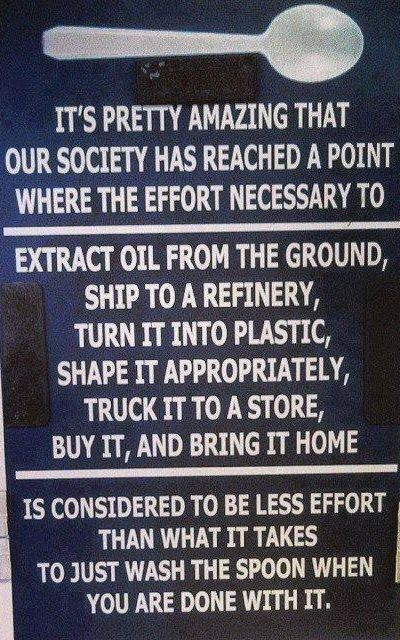 IT'S PRETTY AMAZING THAT
OUR SOCIETY HAS REACHED A POINT
WHERE THE EFFORT NECESSARY TO
EXTRACT OIL FROM THE GROUND,
SHIP TO A REFINERY,
TURN IT INTO PLASTIC,
SHAPE IT APPROPRIATELY,
TRUCK IT TO A STORE,
BUY IT, AND BRING IT HOME
IS CONSIDERED TO BE LESS EFFORT
THAN WHAT IT TAKES
TO JUST WASH THE SPOON WHEN
YOU ARE DONE WITH IT.